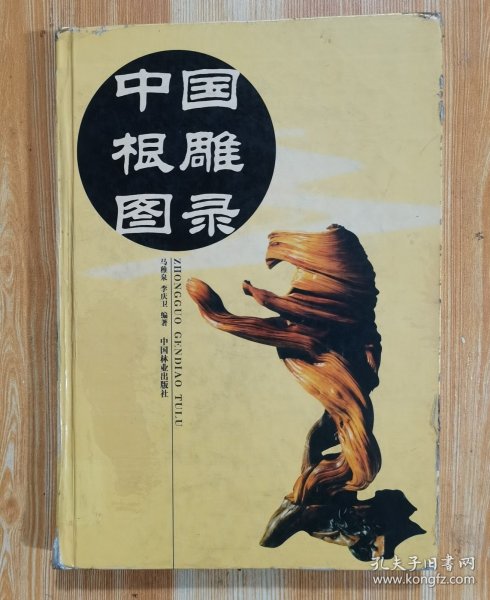 中国
根雕
图录
ZHONGGUO GENDIAO TULU
马稚泉 李庆卫 编著 中国林业出版社
孔夫子旧书网
www.kongfz.com